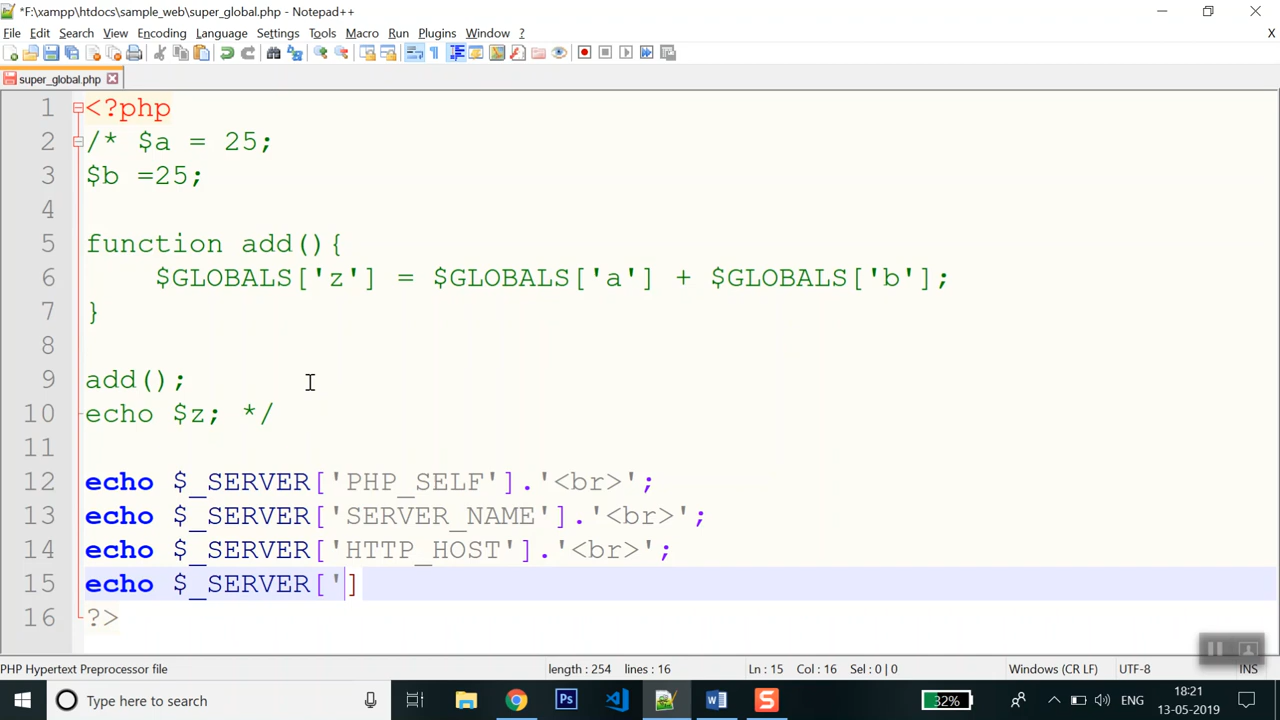 *F:\xampp\htdocs\sample_web\super_global.php - Notepad++
File Edit Search View Encoding Language Settings Tools Macro Run Plugins Window ? X
super_global.php
1 <?php
2 /* $a = 25;
3 $b =25;
4
5 function add(){
6 $GLOBALS['z'] = $GLOBALS['a'] + $GLOBALS['b'];
7 }
8
9 add();
10 echo $z; */
11
12 echo $_SERVER['PHP_SELF'].'<br>';
13 echo $_SERVER['SERVER_NAME'].'<br>';
14 echo $_SERVER['HTTP_HOST'].'<br>';
15 echo $_SERVER[']
16 ?>
PHP Hypertext Preprocessor file length : 254 lines : 16 Ln : 15 Col : 16 Sel : 0 | 0 Windows (CR LF) UTF-8 INS
Type here to search 32% ENG 18:21
13-05-2019